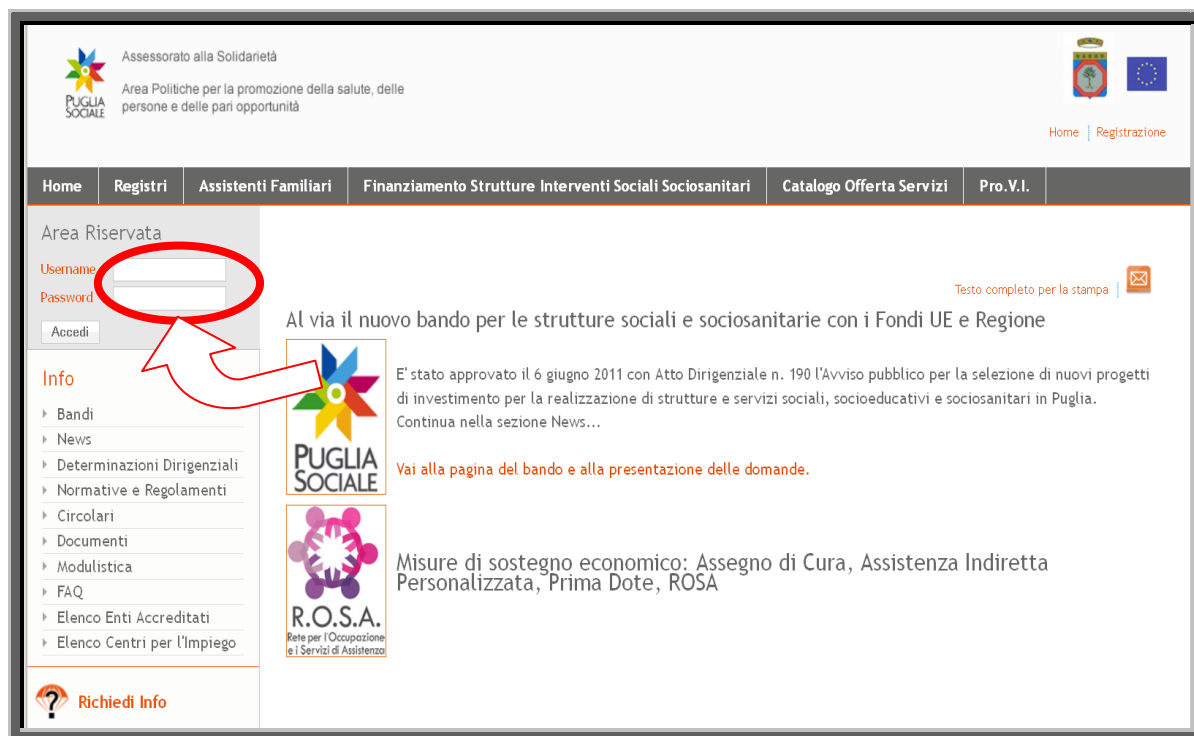 Assessorato alla Solidarietà
Area Politiche per la promozione della salute, delle
persone e delle pari opportunità
PUGLIA
SOCIALE
Home
Registrazione
Home
Registri
Assistenti Familiari
Finanziamento Strutture Interventi Sociali Sociosanitari
Catalogo Offerta Servizi
Pro.V.I.
Area Riservata
Username
Password
Accedi
Info
Bandi
News
Determinazioni Dirigenziali
Normative e Regolamenti
Circolari
Documenti
Modulistica
FAQ
Elenco Enti Accreditati
Elenco Centri per l'Impiego
Richiedi Info
Testo completo per la stampa
Al via il nuovo bando per le strutture sociali e sociosanitarie con i Fondi UE e Regione
PUGLIA
SOCIALE
E' stato approvato il 6 giugno 2011 con Atto Dirigenziale n. 190 l'Avviso pubblico per la selezione di nuovi progetti
di investimento per la realizzazione di strutture e servizi sociali, socioeducativi e sociosanitari in Puglia.
Continua nella sezione News...
Vai alla pagina del bando e alla presentazione delle domande.
R.O.S.A.
Rete per l'Occupazione
e i Servizi di Assistenza
Misure di sostegno economico: Assegno di Cura, Assistenza Indiretta
Personalizzata, Prima Dote, ROSA